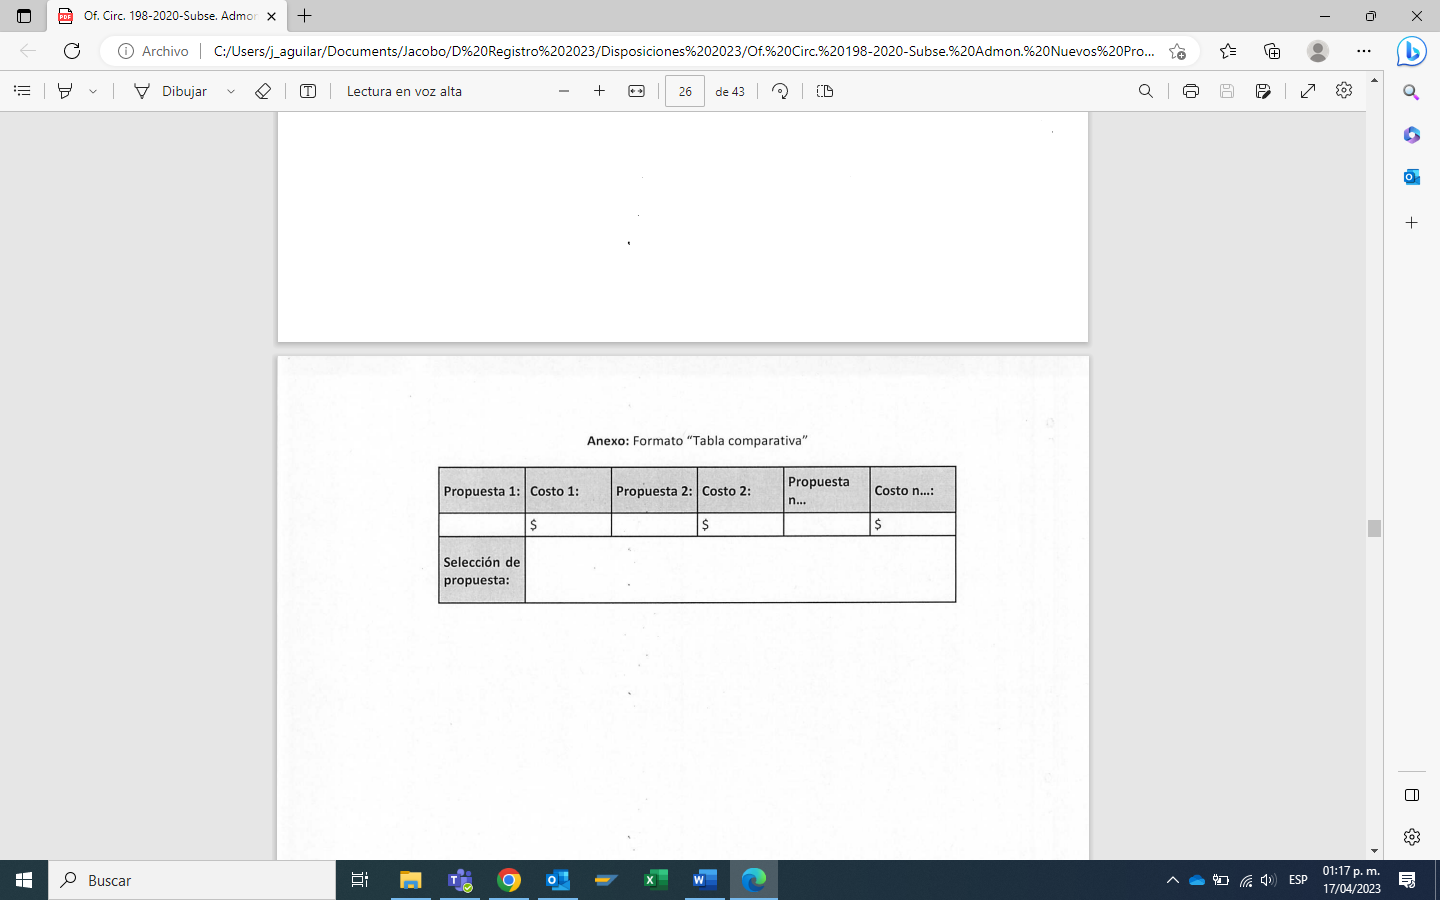 Of. Circ. 198-2020-Subse. Admor
Archivo
C:/Users/j_aguilar/Documents/Jacobo/D%20Registro%202023/Disposiciones%202023/Of.%20Circ.%20198-2020-Subse.%20Admon.%20Nuevos%20Pro...
Dibujar
Lectura en voz alta
26
de 43
Anexo: Formato “Tabla comparativa”
Propuesta 1: Costo 1: Propuesta 2: Costo 2: Propuesta n... Costo n...:
$ $ $
Selección de
propuesta:
Buscar
ESP
01:17 p. m.
17/04/2023